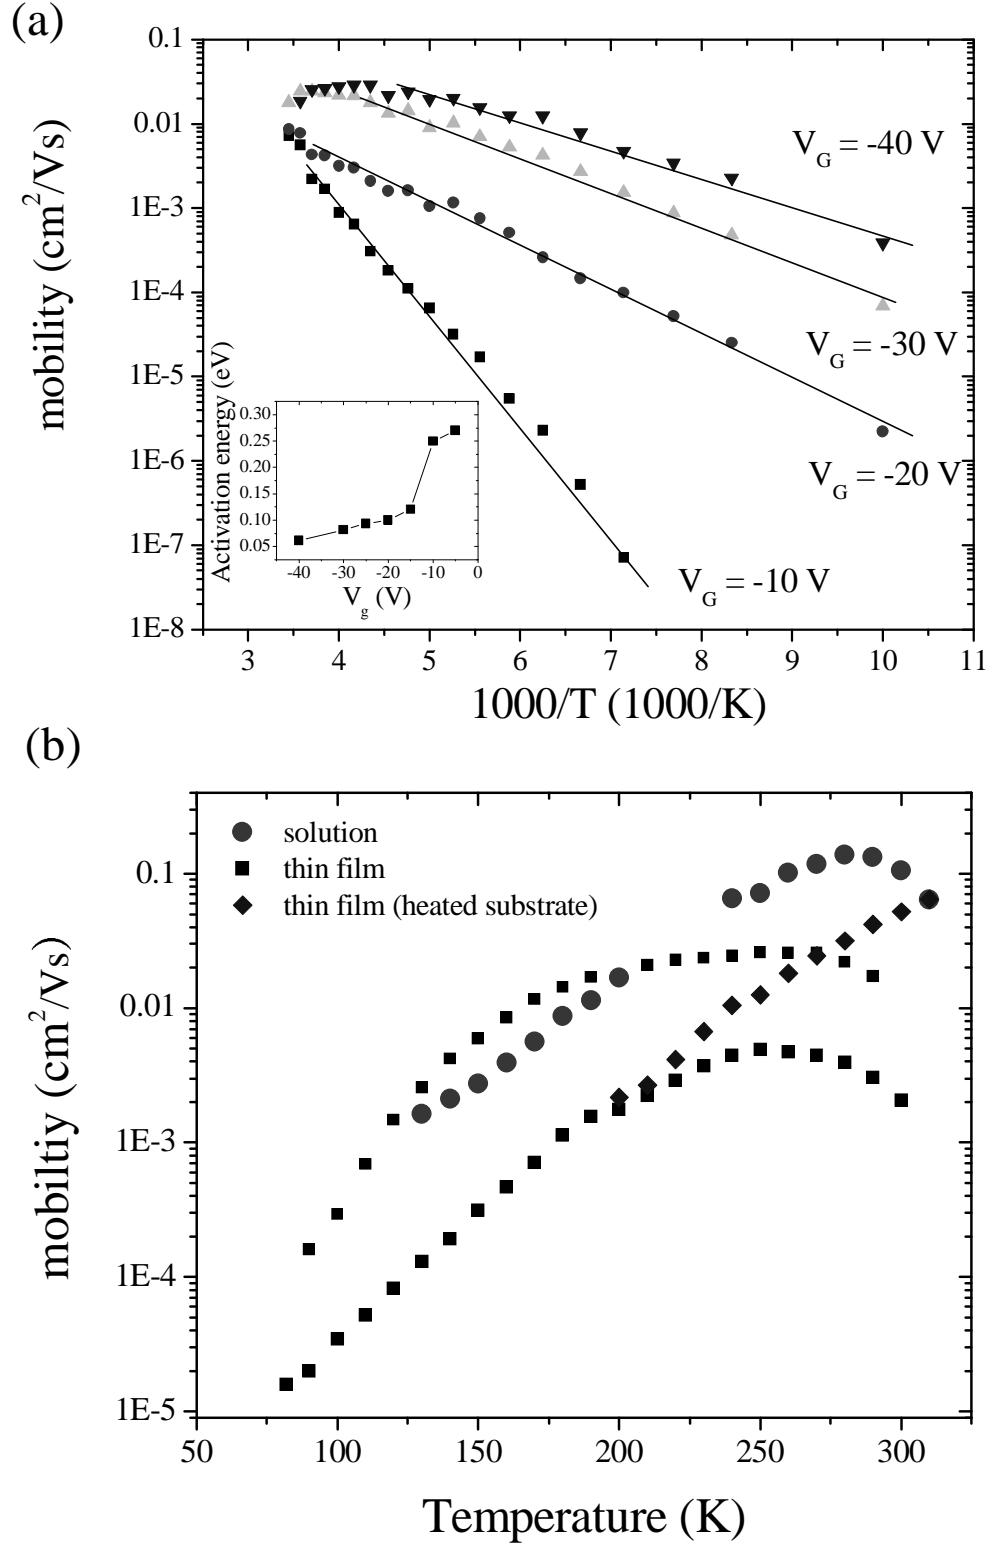 (a)
0.1
0.01
1E-3
1E-4
1E-5
1E-6
1E-7
1E-8
mobility (cm²/Vs)
V_G = -40 V
V_G = -30 V
V_G = -20 V
V_G = -10 V
Activation energy (eV)
0.30
0.25
0.20
0.15
0.10
0.05
-40 -30 -20 -10 0
V_g (V)
3 4 5 6 7 8 9 10 11
1000/T (1000/K)
(b)
solution
thin film
thin film (heated substrate)
0.1
0.01
1E-3
1E-4
1E-5
mobiltiy (cm²/Vs)
50 100 150 200 250 300
Temperature (K)